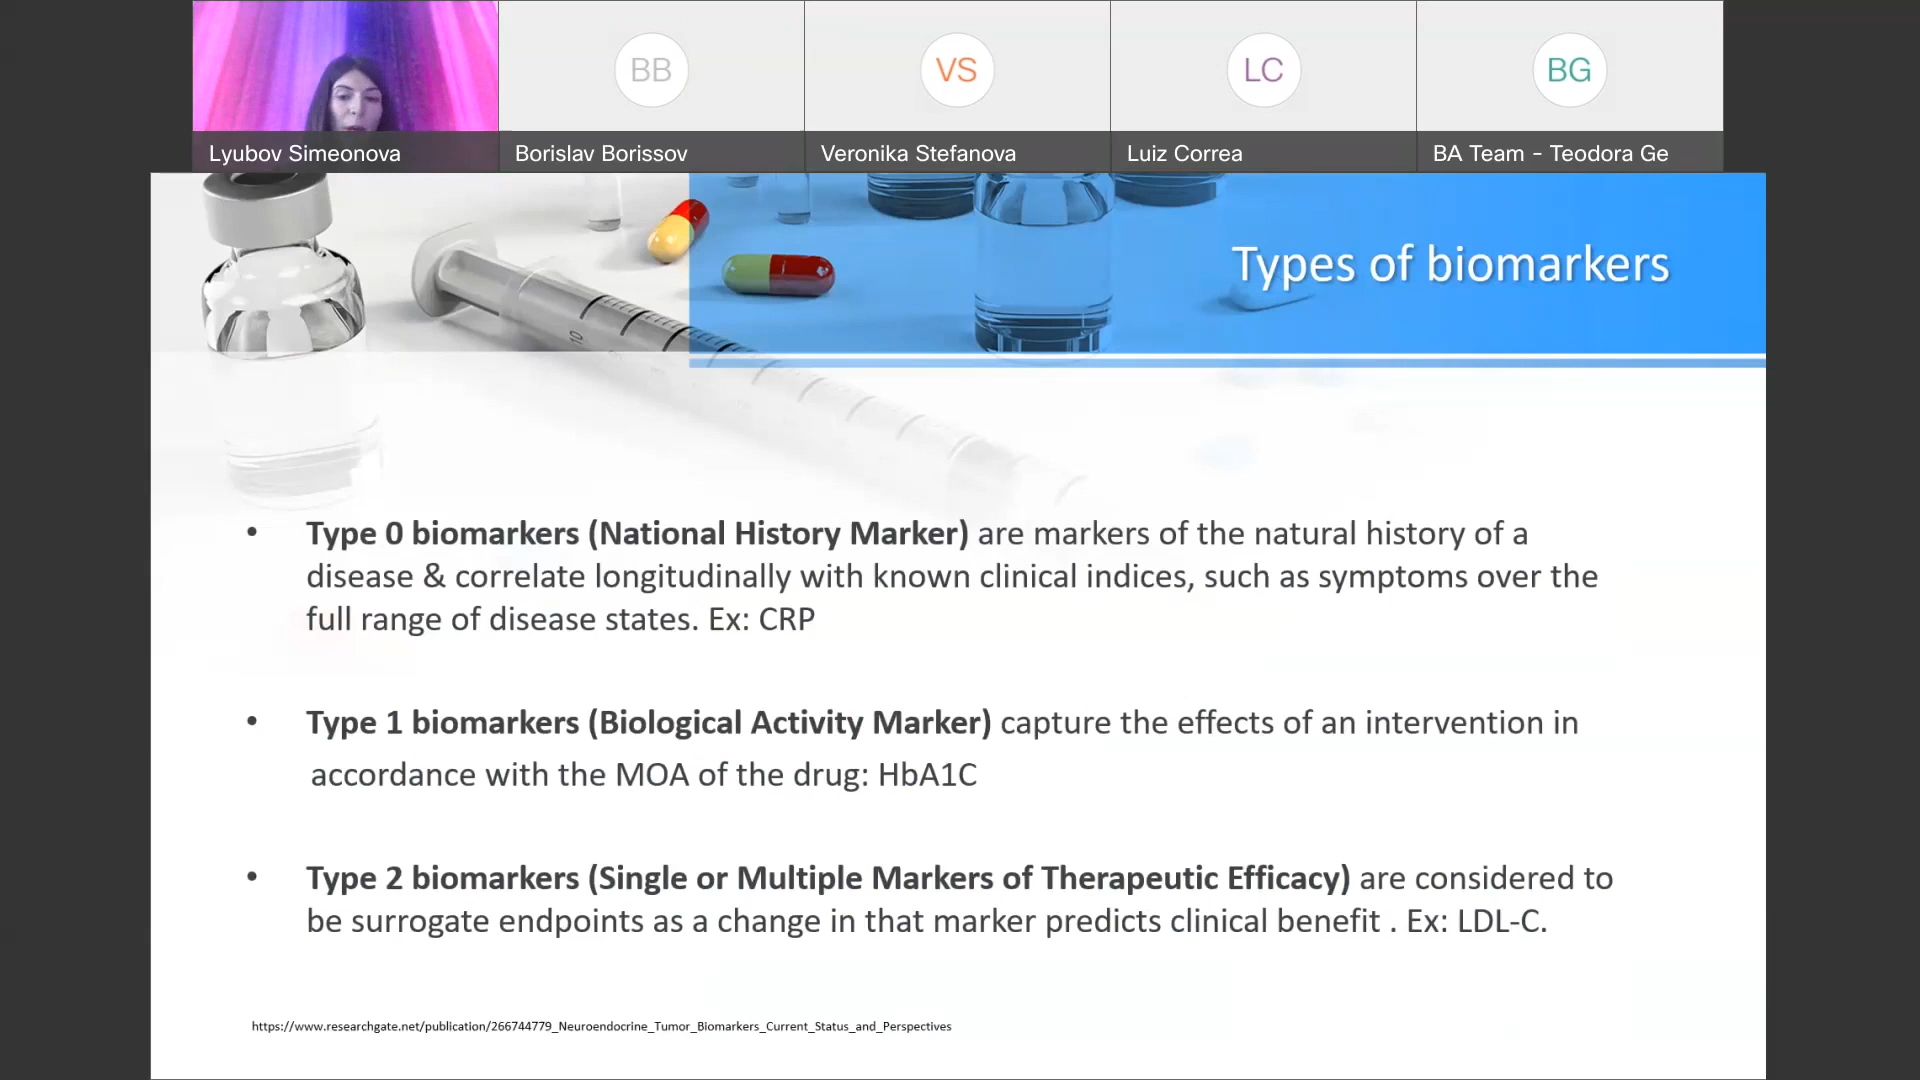 BB
VS
LC
BG
Lyubov Simeonova
Borislav Borissov
Veronika Stefanova
Luiz Correa
BA Team - Teodora Ge
Types of biomarkers
• Type 0 biomarkers (National History Marker) are markers of the natural history of a
disease & correlate longitudinally with known clinical indices, such as symptoms over the
full range of disease states. Ex: CRP
• Type 1 biomarkers (Biological Activity Marker) capture the effects of an intervention in
accordance with the MOA of the drug: HbA1C
• Type 2 biomarkers (Single or Multiple Markers of Therapeutic Efficacy) are considered to
be surrogate endpoints as a change in that marker predicts clinical benefit . Ex: LDL-C.
https://www.researchgate.net/publication/266744779_Neuroendocrine_Tumor_Biomarkers_Current_Status_and_Perspectives